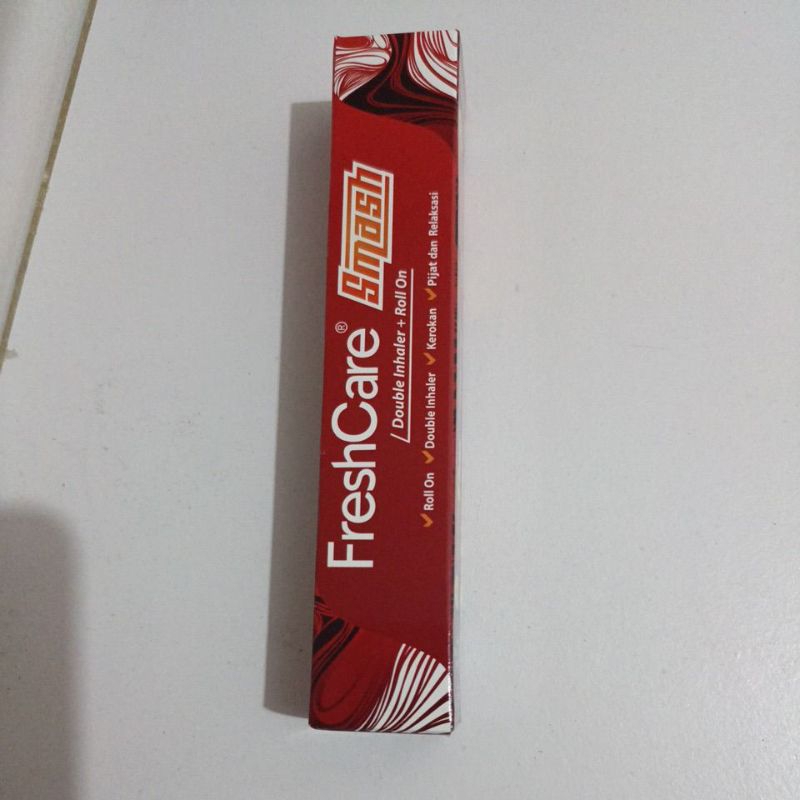 FreshCare® Smash
Double Inhaler + Roll On
✓ Roll On ✓ Double Inhaler ✓ Kerokan ✓ Pijat dan Relaksasi